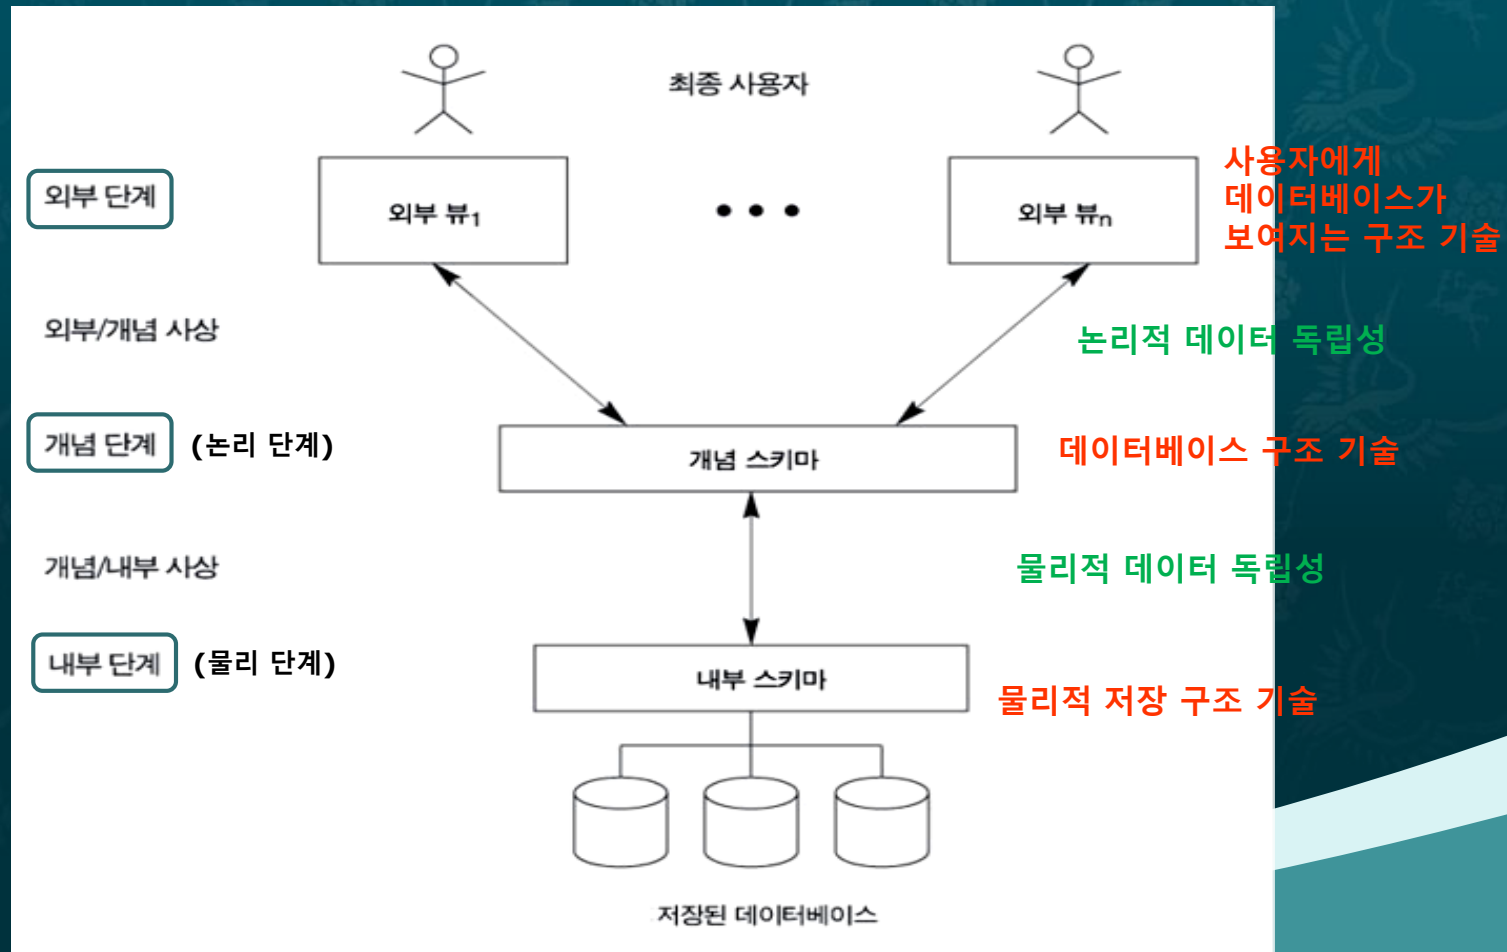 최종 사용자
외부 단계
외부 뷰1
• • •
외부 뷰n
사용자에게
데이터베이스가
보여지는 구조 기술
외부/개념 사상
논리적 데이터 독립성
개념 단계 (논리 단계)
개념 스키마
데이터베이스 구조 기술
개념/내부 사상
물리적 데이터 독립성
내부 단계 (물리 단계)
내부 스키마
물리적 저장 구조 기술
저장된 데이터베이스